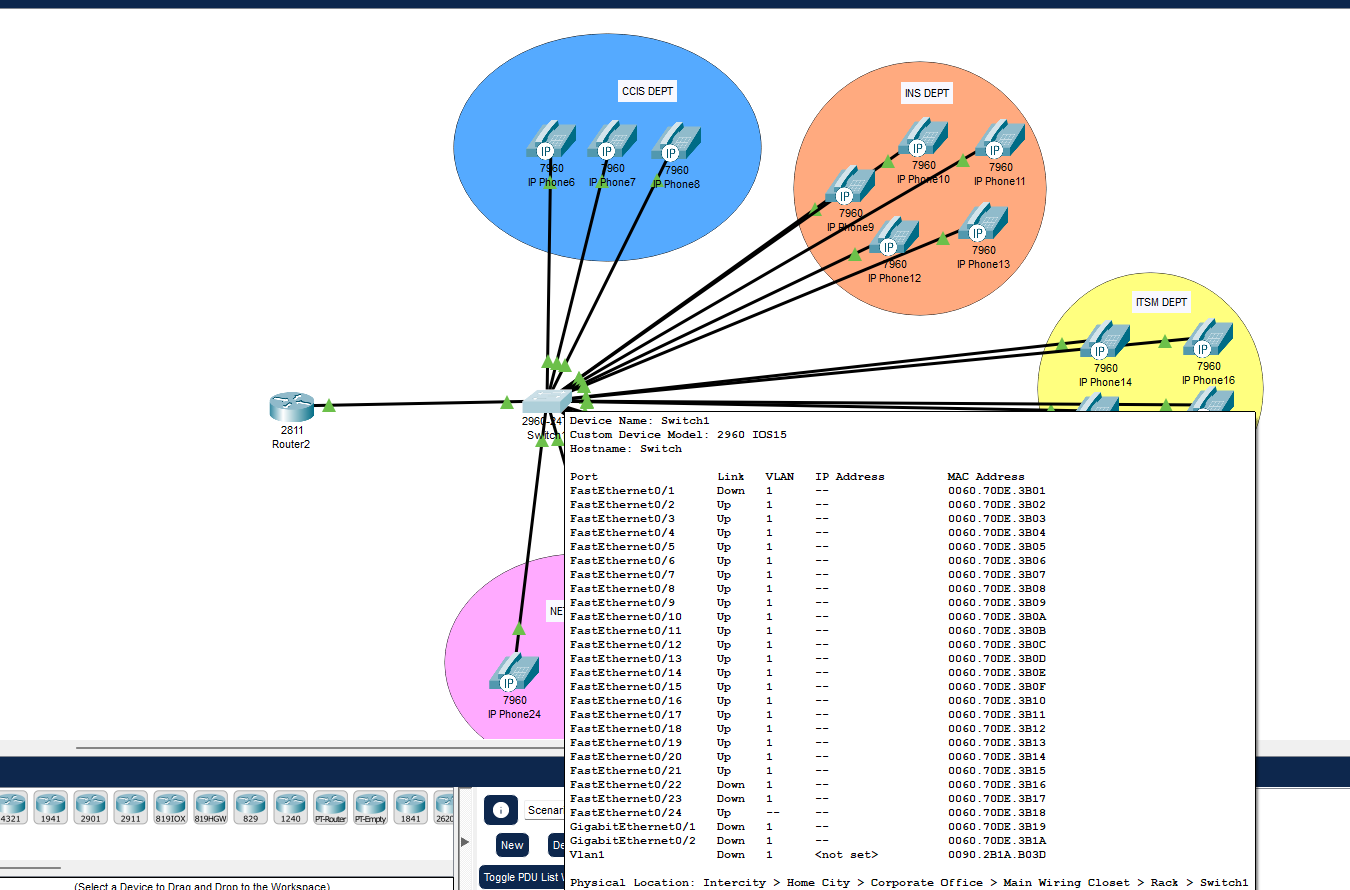 CCIS DEPT
7960
IP Phone6
7960
IP Phone7
7960
IP Phone8
INS DEPT
7960
IP Phone10
IP Phone11
7960
IP Phone9
7960
IP Phone12
7960
IP Phone13
ITSM DEPT
7960
IP Phone14
7960
IP Phone16
2811
Router2
2960-24T
Switch1
Device Name: Switch1
Custom Device Model: 2960 IOS15
Hostname: Switch
Port Link VLAN IP Address MAC Address
FastEthernet0/1 Down 1 -- 0060.70DE.3B01
FastEthernet0/2 Up 1 -- 0060.70DE.3B02
FastEthernet0/3 Up 1 -- 0060.70DE.3B03
FastEthernet0/4 Up 1 -- 0060.70DE.3B04
FastEthernet0/5 Up 1 -- 0060.70DE.3B05
FastEthernet0/6 Up 1 -- 0060.70DE.3B06
FastEthernet0/7 Up 1 -- 0060.70DE.3B07
FastEthernet0/8 Up 1 -- 0060.70DE.3B08
FastEthernet0/9 Up 1 -- 0060.70DE.3B09
FastEthernet0/10 Up 1 -- 0060.70DE.3B0A
FastEthernet0/11 Up 1 -- 0060.70DE.3B0B
FastEthernet0/12 Up 1 -- 0060.70DE.3B0C
FastEthernet0/13 Up 1 -- 0060.70DE.3B0D
FastEthernet0/14 Up 1 -- 0060.70DE.3B0E
FastEthernet0/15 Up 1 -- 0060.70DE.3B0F
FastEthernet0/16 Up 1 -- 0060.70DE.3B10
FastEthernet0/17 Up 1 -- 0060.70DE.3B11
FastEthernet0/18 Up 1 -- 0060.70DE.3B12
FastEthernet0/19 Up 1 -- 0060.70DE.3B13
FastEthernet0/20 Up 1 -- 0060.70DE.3B14
FastEthernet0/21 Up 1 -- 0060.70DE.3B15
FastEthernet0/22 Down 1 -- 0060.70DE.3B16
FastEthernet0/23 Down 1 -- 0060.70DE.3B17
FastEthernet0/24 Up -- -- 0060.70DE.3B18
GigabitEthernet0/1 Down 1 -- 0060.70DE.3B19
GigabitEthernet0/2 Down 1 -- 0060.70DE.3B1A
Vlan1 Down 1 <not set> 0090.2B1A.B03D
Physical Location: Intercity > Home City > Corporate Office > Main Wiring Closet > Rack > Switch1
NE
7960
IP Phone24
4321 1941 2901 2911 819IOX 819HGW 829 1240 PT-Router PT-Empty 1841 2620
Scenar
New
De
Toggle PDU List W
(Select a Device to Drag and Drop to the Workspace)